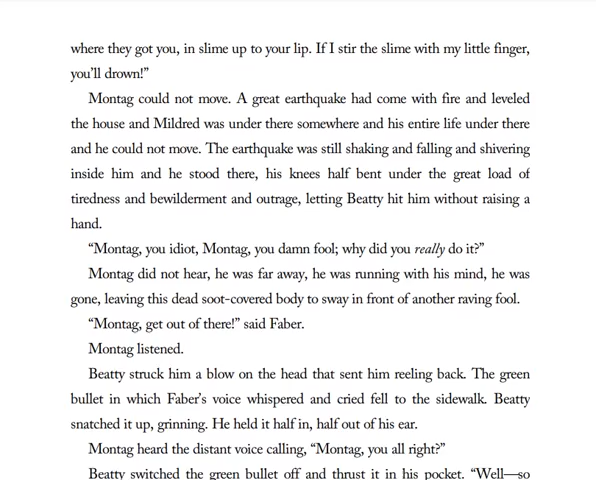 where they got you, in slime up to your lip. If I stir the slime with my little finger,
you’ll drown!”
Montag could not move. A great earthquake had come with fire and leveled
the house and Mildred was under there somewhere and his entire life under there
and he could not move. The earthquake was still shaking and falling and shivering
inside him and he stood there, his knees half bent under the great load of
tiredness and bewilderment and outrage, letting Beatty hit him without raising a
hand.
“Montag, you idiot, Montag, you damn fool; why did you really do it?”
Montag did not hear, he was far away, he was running with his mind, he was
gone, leaving this dead soot-covered body to sway in front of another raving fool.
“Montag, get out of there!” said Faber.
Montag listened.
Beatty struck him a blow on the head that sent him reeling back. The green
bullet in which Faber’s voice whispered and cried fell to the sidewalk. Beatty
snatched it up, grinning. He held it half in, half out of his ear.
Montag heard the distant voice calling, “Montag, you all right?”
Beatty switched the green bullet off and thrust it in his pocket. “Well—so